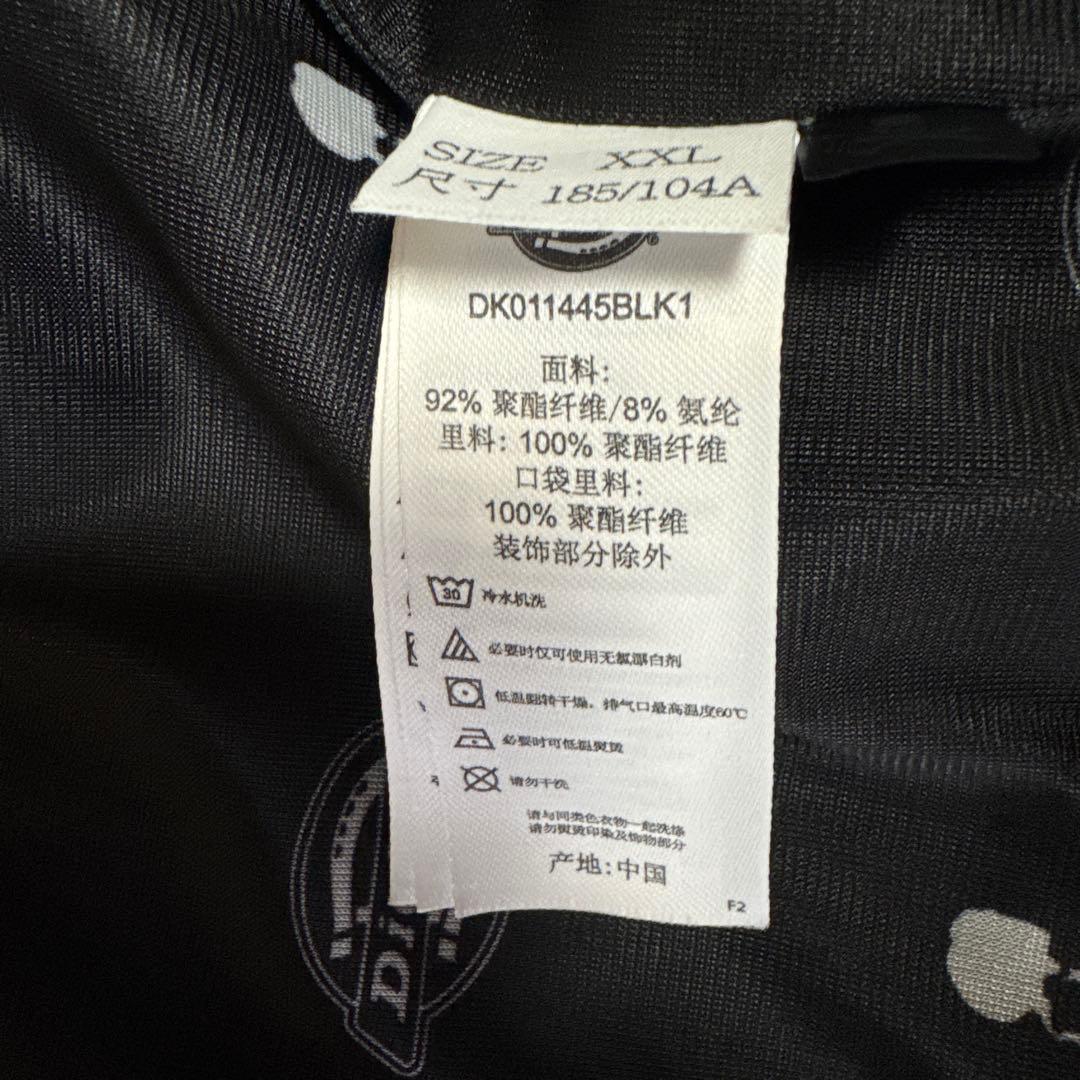 SIZE XXL
尺寸 185/104A
DK011445BLK1
面料:
92% 聚酯纤维/8% 氨纶
里料: 100% 聚酯纤维
口袋里料:
100% 聚酯纤维
装饰部分除外
30 冷水机洗
必要时仅可使用无氯漂白剂
低温翻转干燥，排气口最高温度60℃
必要时可低温熨烫
请勿干洗
请与同类色衣物一起洗涤
请勿熨烫印染及饰物部分
产地:中国
F2
Di